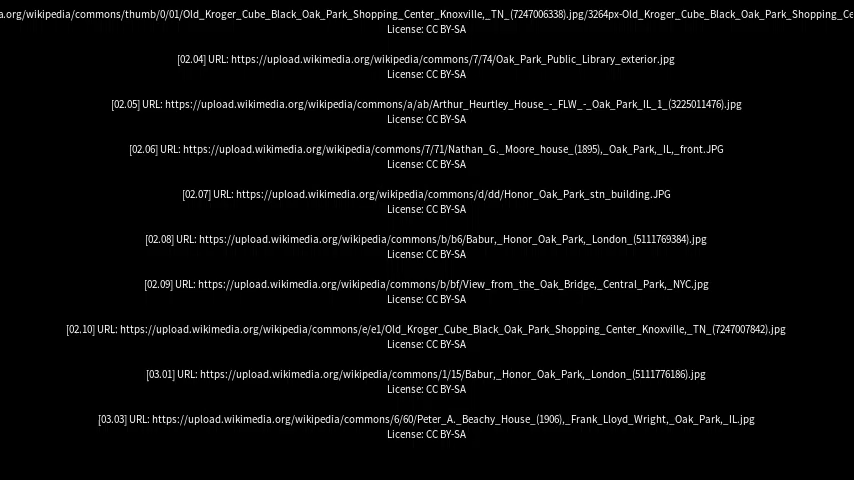 a.org/wikipedia/commons/thumb/0/01/Old_Kroger_Cube_Black_Oak_Park_Shopping_Center_Knoxville,_TN_(7247006338).jpg/3264px-Old_Kroger_Cube_Black_Oak_Park_Shopping_Ce
License: CC BY-SA
[02.04] URL: https://upload.wikimedia.org/wikipedia/commons/7/74/Oak_Park_Public_Library_exterior.jpg
License: CC BY-SA
[02.05] URL: https://upload.wikimedia.org/wikipedia/commons/a/ab/Arthur_Heurtley_House_-_FLW_-_Oak_Park_IL_1_(3225011476).jpg
License: CC BY-SA
[02.06] URL: https://upload.wikimedia.org/wikipedia/commons/7/71/Nathan_G._Moore_house_(1895),_Oak_Park,_IL,_front.JPG
License: CC BY-SA
[02.07] URL: https://upload.wikimedia.org/wikipedia/commons/d/dd/Honor_Oak_Park_stn_building.JPG
License: CC BY-SA
[02.08] URL: https://upload.wikimedia.org/wikipedia/commons/b/b6/Babur,_Honor_Oak_Park,_London_(5111769384).jpg
License: CC BY-SA
[02.09] URL: https://upload.wikimedia.org/wikipedia/commons/b/bf/View_from_the_Oak_Bridge,_Central_Park,_NYC.jpg
License: CC BY-SA
[02.10] URL: https://upload.wikimedia.org/wikipedia/commons/e/e1/Old_Kroger_Cube_Black_Oak_Park_Shopping_Center_Knoxville,_TN_(7247007842).jpg
License: CC BY-SA
[03.01] URL: https://upload.wikimedia.org/wikipedia/commons/1/15/Babur,_Honor_Oak_Park,_London_(5111776186).jpg
License: CC BY-SA
[03.03] URL: https://upload.wikimedia.org/wikipedia/commons/6/60/Peter_A._Beachy_House_(1906),_Frank_Lloyd_Wright,_Oak_Park,_IL.jpg
License: CC BY-SA